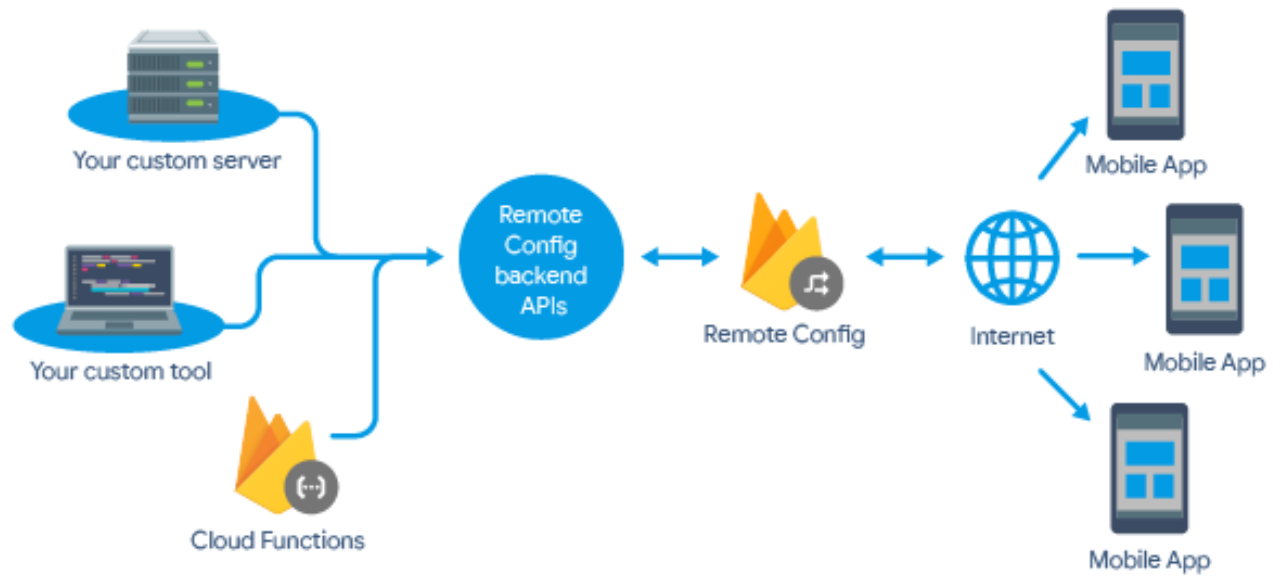 Your custom server
Your custom tool
Cloud Functions
Remote
Config
backend
APIs
Remote Config
Internet
Mobile App
Mobile App
Mobile App